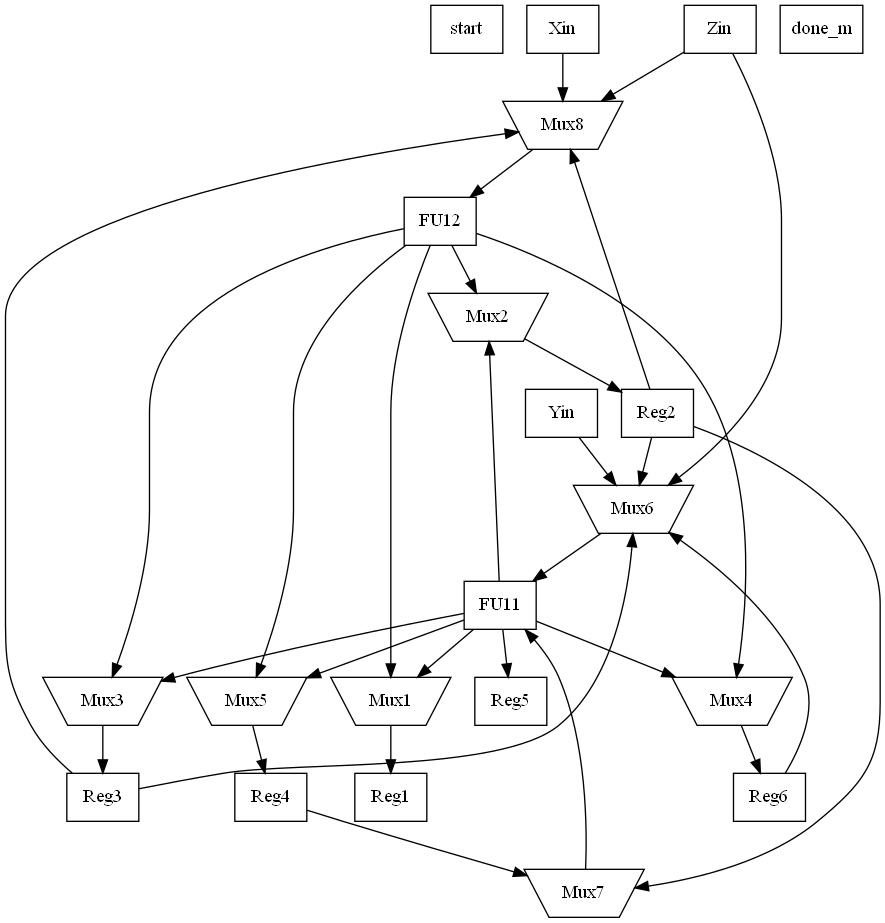 start
Xin
Zin
done_m
Mux8
FU12
Mux2
Yin
Reg2
Mux6
FU11
Mux3
Mux5
Mux1
Reg5
Mux4
Reg3
Reg4
Reg1
Reg6
Mux7